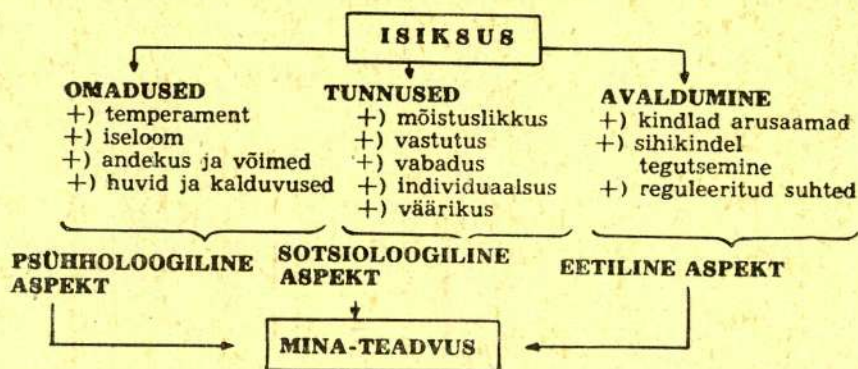 ISIKSUS
OMADUSED
+) temperament
+) iseloom
+) andekus ja võimed
+) huvid ja kalduvused
TUNNUSED
+) mõistuslikkus
+) vastutus
+) vabadus
+) individuaalsus
+) väärikus
AVALDUMINE
+) kindlad arusaamad
+) sihikindel
tegutsemine
+) reguleeritud suhted
PSÜHHOLOOGILINE
ASPEKT
SOTSIOLOOGILINE
ASPEKT
EETILINE ASPEKT
MINA-TEADVUS